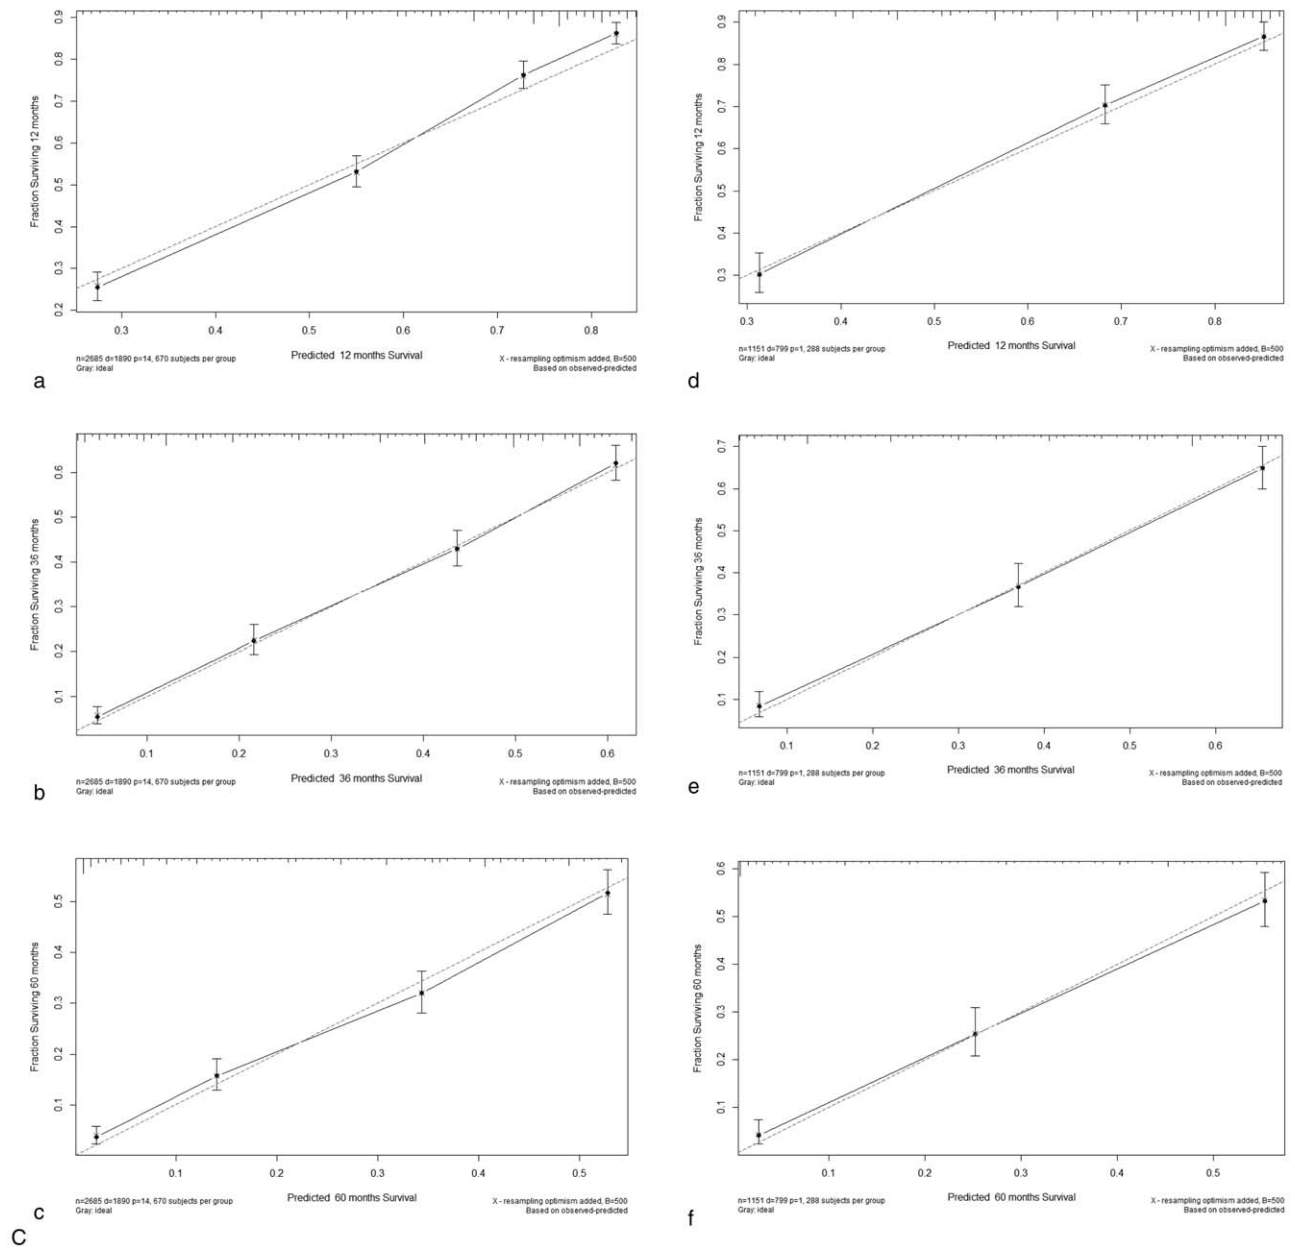 0.9
0.8
0.7
0.6
0.5
0.4
0.3
0.2
Fraction Surviving 12 months
0.3 0.4 0.5 0.6 0.7 0.8
n=2685 d=1890 p=14, 670 subjects per group
Gray: ideal
Predicted 12 months Survival
X - resampling optimism added, B=500
Based on observed-predicted
a
0.9
0.8
0.7
0.6
0.5
0.4
0.3
Fraction Surviving 12 months
0.3 0.4 0.5 0.6 0.7 0.8
n=1151 d=799 p=1, 288 subjects per group
Gray: ideal
Predicted 12 months Survival
X - resampling optimism added, B=500
Based on observed-predicted
d
0.6
0.5
0.4
0.3
0.2
0.1
Fraction Surviving 36 months
0.1 0.2 0.3 0.4 0.5 0.6
n=2685 d=1890 p=14, 670 subjects per group
Gray: ideal
Predicted 36 months Survival
X - resampling optimism added, B=500
Based on observed-predicted
b
0.7
0.6
0.5
0.4
0.3
0.2
0.1
Fraction Surviving 36 months
0.1 0.2 0.3 0.4 0.5 0.6
n=1151 d=799 p=1, 288 subjects per group
Gray: ideal
Predicted 36 months Survival
X - resampling optimism added, B=500
Based on observed-predicted
e
0.5
0.4
0.3
0.2
0.1
Fraction Surviving 60 months
0.1 0.2 0.3 0.4 0.5
n=2685 d=1890 p=14, 670 subjects per group
Gray: ideal
Predicted 60 months Survival
X - resampling optimism added, B=500
Based on observed-predicted
c
0.6
0.5
0.4
0.3
0.2
0.1
Fraction Surviving 60 months
0.1 0.2 0.3 0.4 0.5
n=1151 d=799 p=1, 288 subjects per group
Gray: ideal
Predicted 60 months Survival
X - resampling optimism added, B=500
Based on observed-predicted
f
C